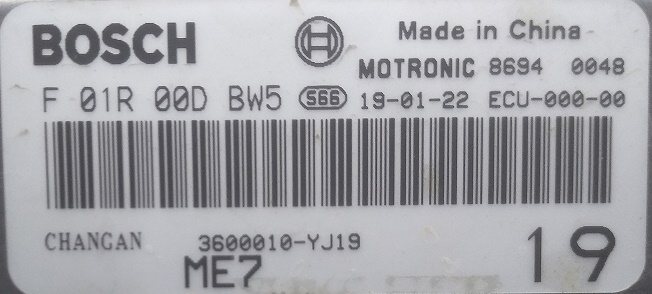 BOSCH
Made in China
MOTRONIC 8694 0048
F 01R 00D BW5 S66 19-01-22 ECU-000-00
CHANGAN 3600010-YJ19
ME7 19